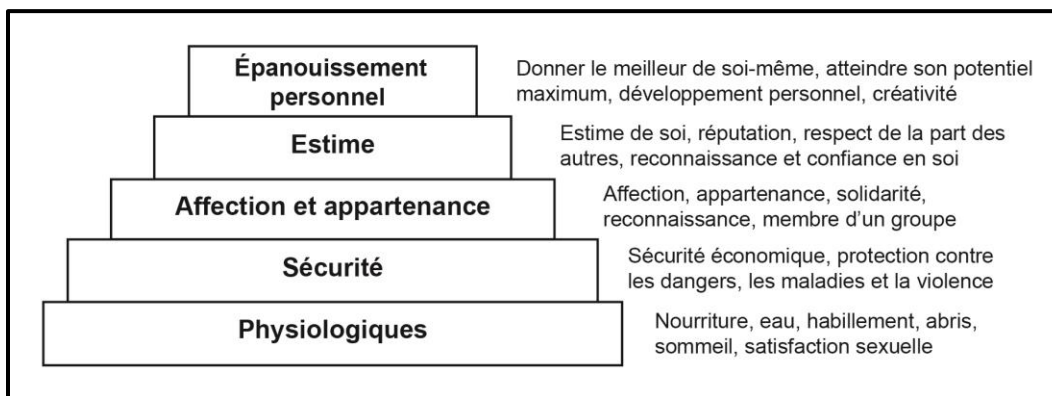 Épanouissement
personnel
Donner le meilleur de soi-même, atteindre son potentiel
maximum, développement personnel, créativité
Estime
Estime de soi, réputation, respect de la part des
autres, reconnaissance et confiance en soi
Affection et appartenance
Affection, appartenance, solidarité,
reconnaissance, membre d'un groupe
Sécurité
Sécurité économique, protection contre
les dangers, les maladies et la violence
Physiologiques
Nourriture, eau, habillement, abris,
sommeil, satisfaction sexuelle